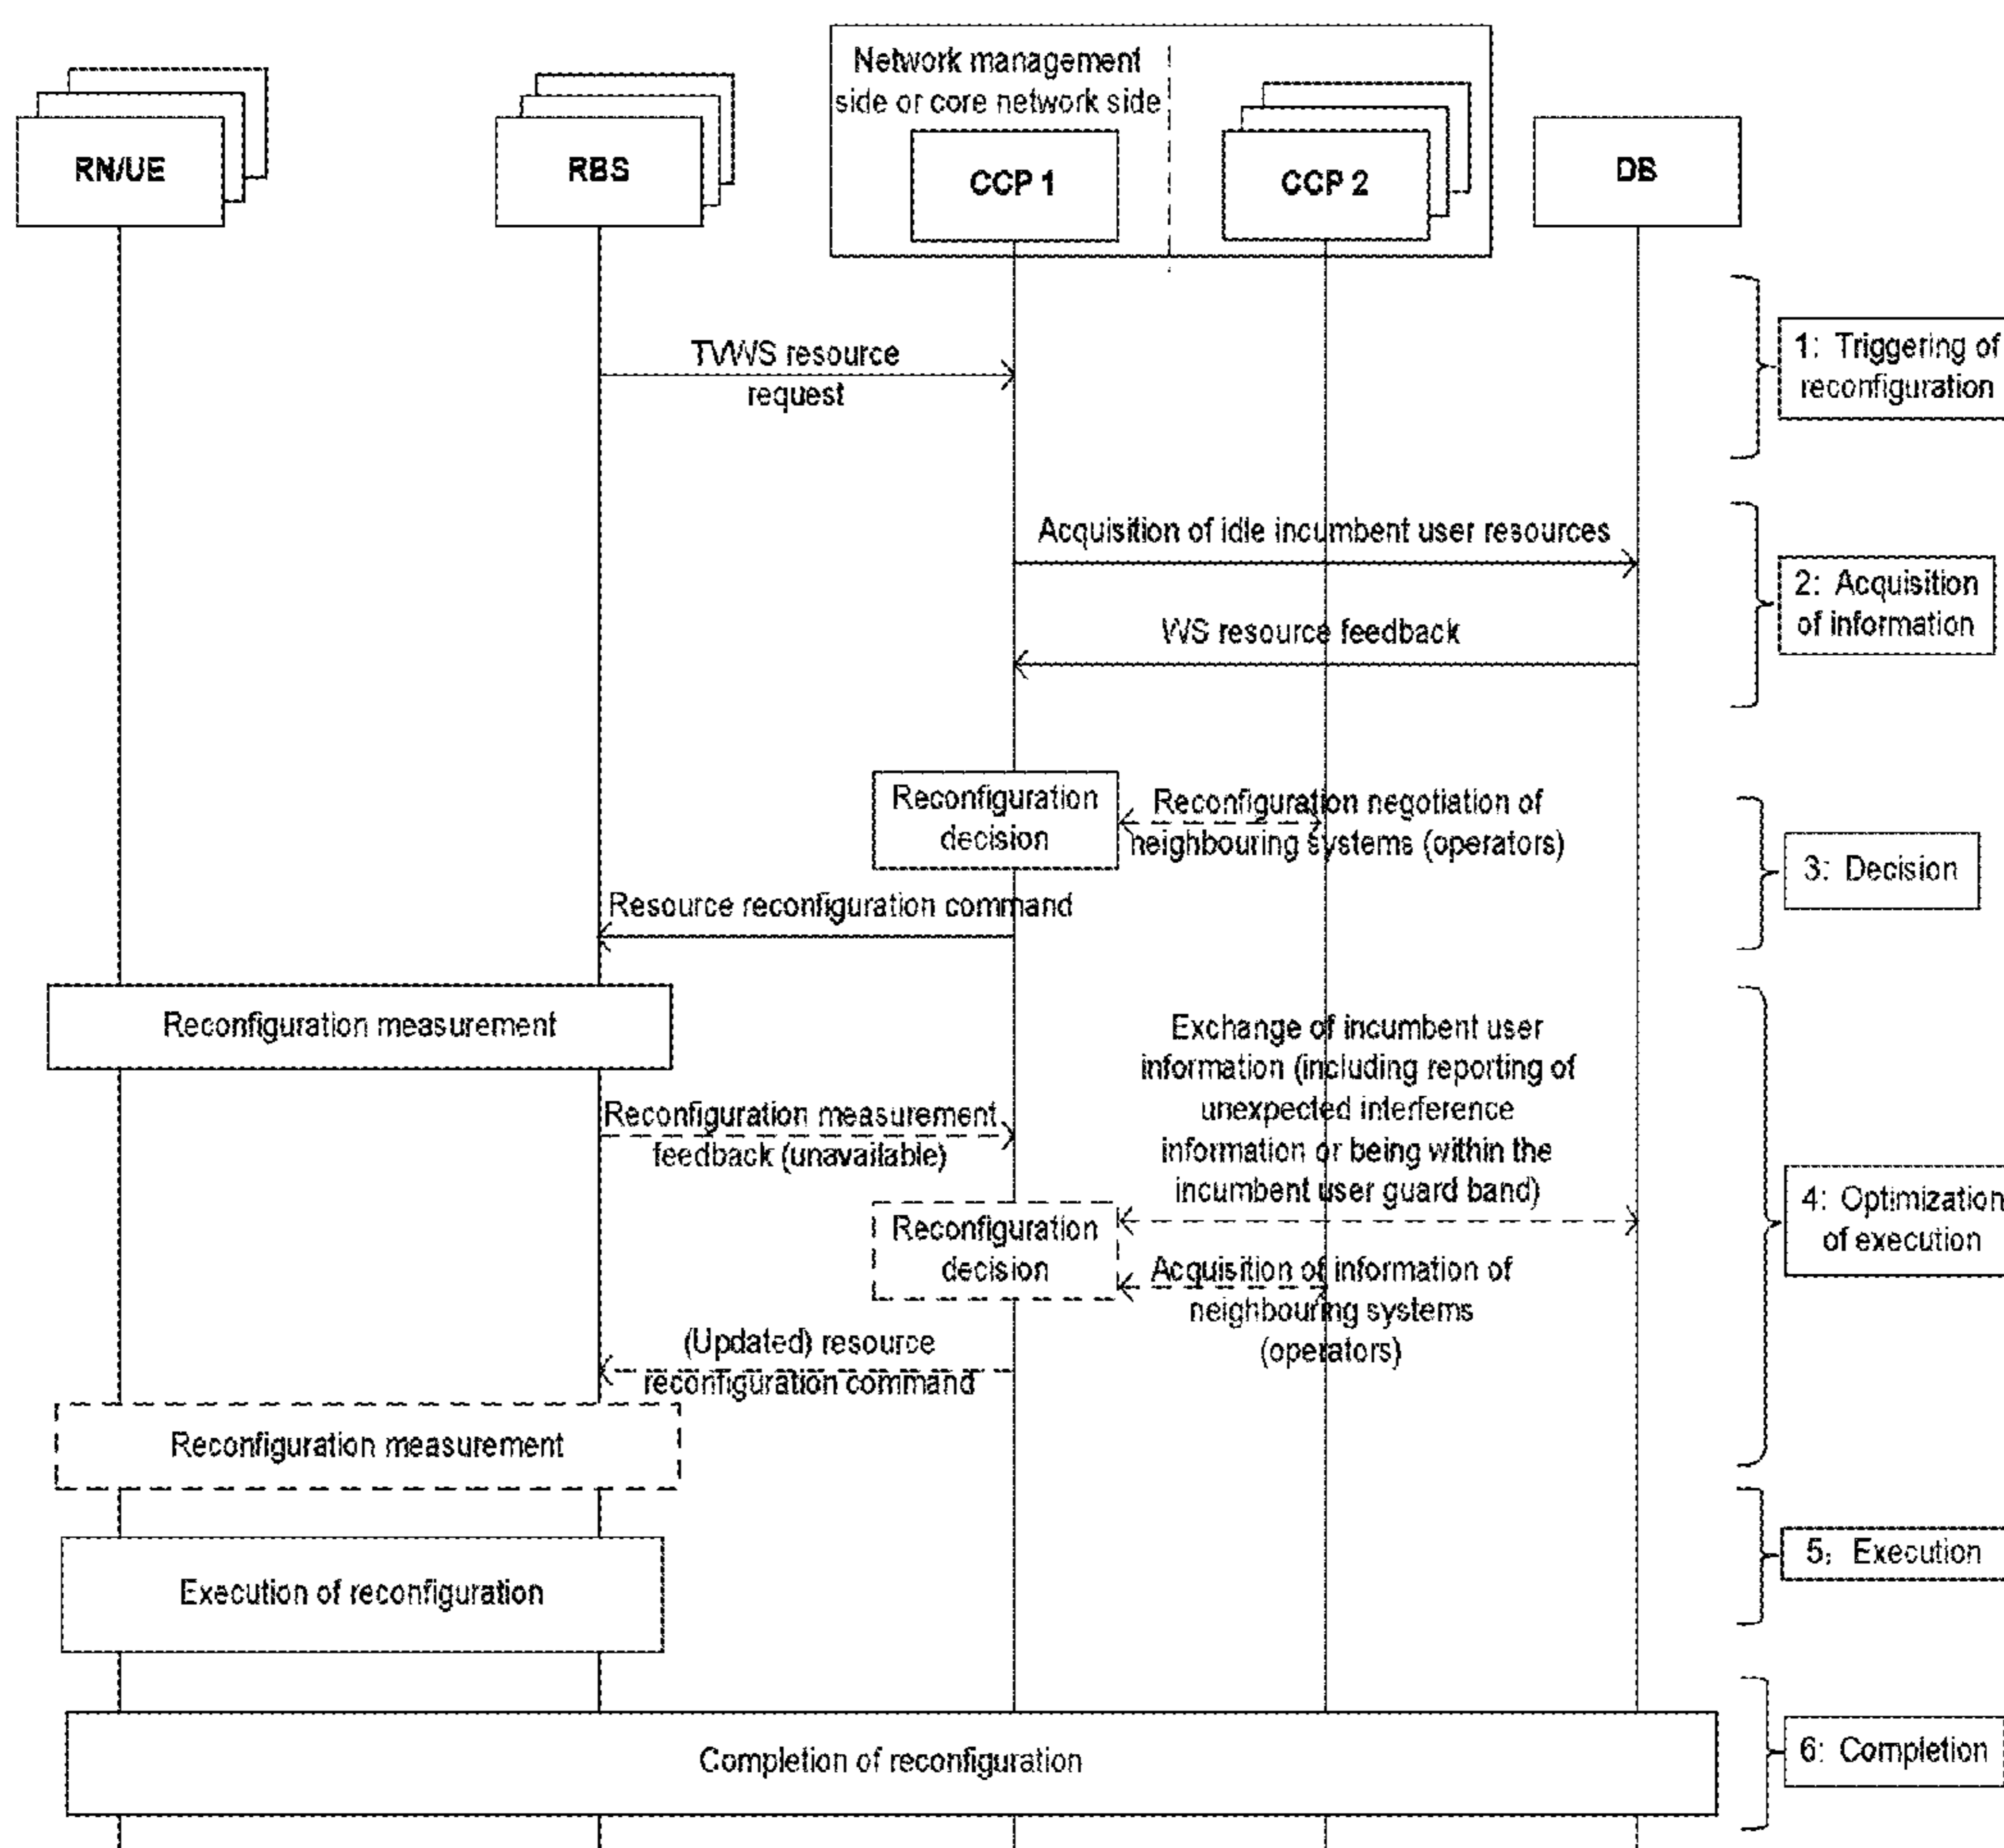 Network management
side or core network side
RN/UE
RBS
CCP 1
CCP 2
DB
TVWS resource
request
1: Triggering of
reconfiguration
Acquisition of idle incumbent user resources
2: Acquisition
of information
WS resource feedback
Reconfiguration
decision
Reconfiguration negotiation of
neighbouring systems (operators)
3: Decision
Resource reconfiguration command
Reconfiguration measurement
Exchange of incumbent user
information (including reporting of
unexpected interference
information or being within the
incumbent user guard band)
Reconfiguration measurement
feedback (unavailable)
4: Optimization
of execution
Reconfiguration
decision
Acquisition of information of
neighbouring systems
(operators)
(Updated) resource
reconfiguration command
Reconfiguration measurement
5: Execution
Execution of reconfiguration
6: Completion
Completion of reconfiguration